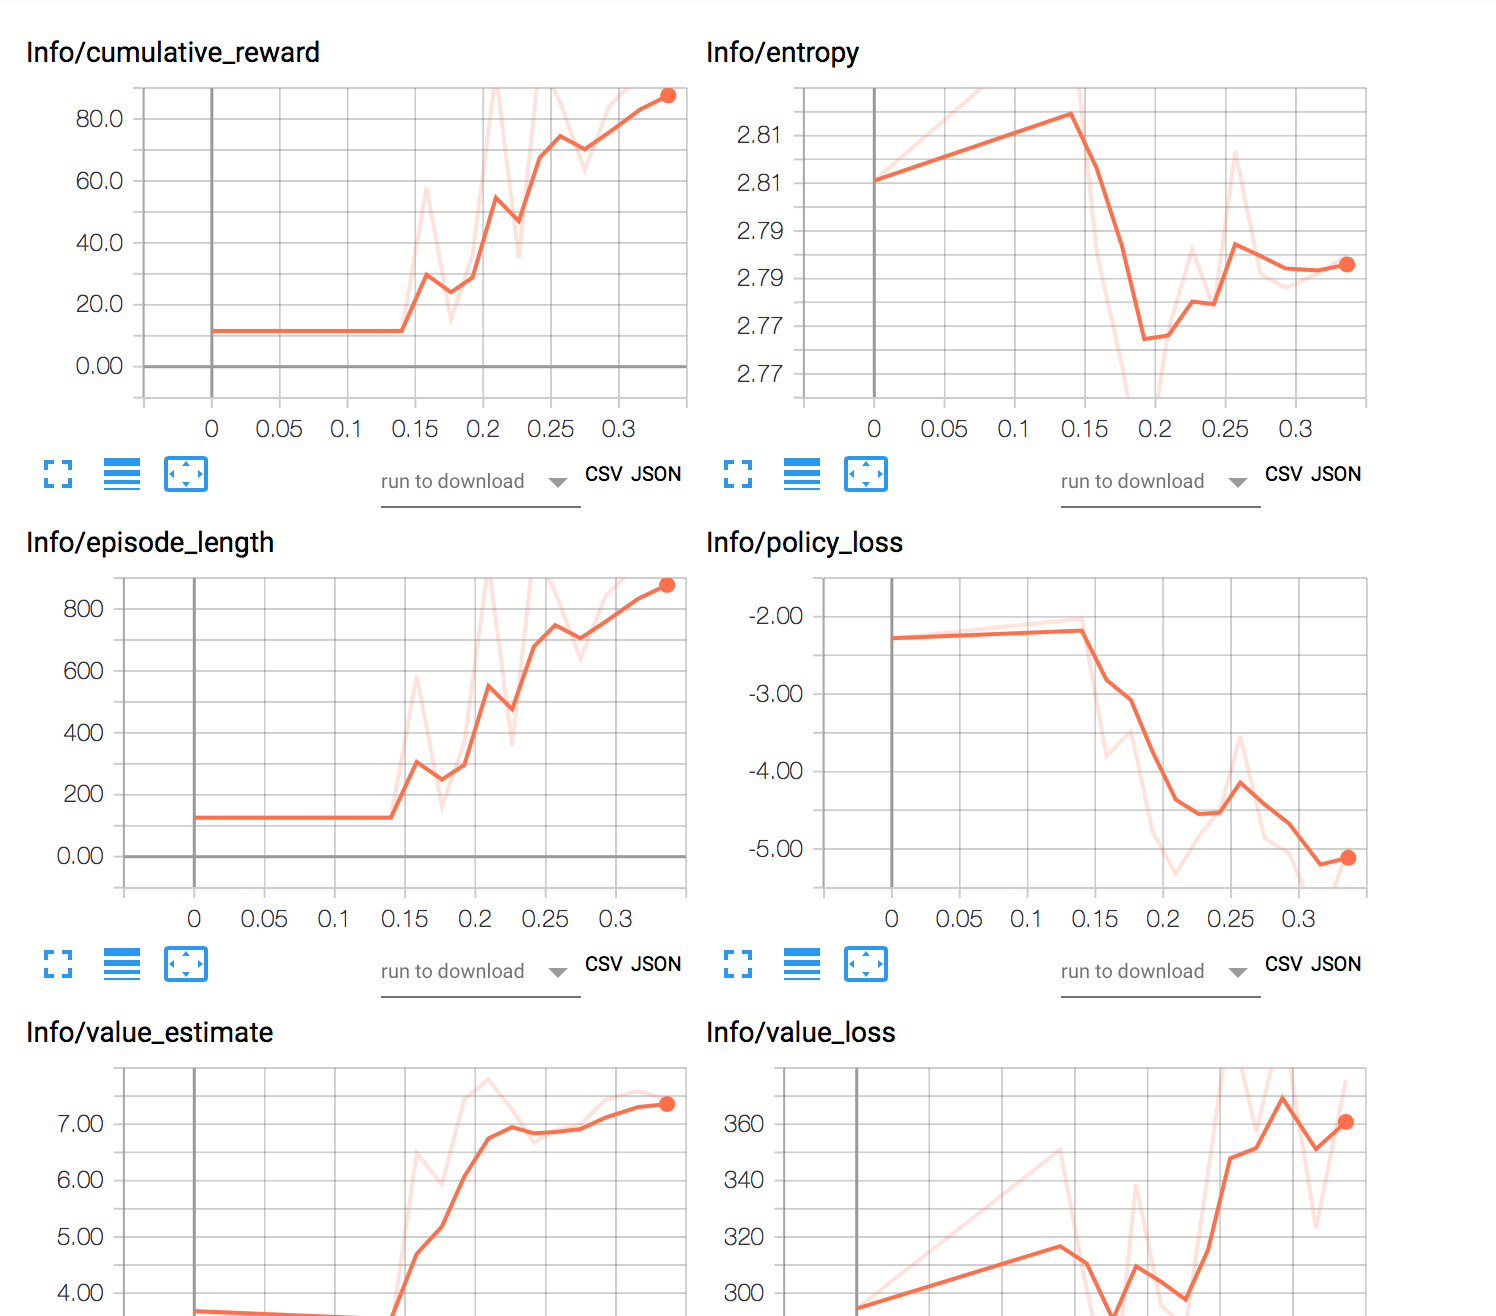 Info/cumulative_reward
80.0
60.0
40.0
20.0
0.00
0 0.05 0.1 0.15 0.2 0.25 0.3
run to download CSV JSON
Info/entropy
2.81
2.81
2.79
2.79
2.77
2.77
0 0.05 0.1 0.15 0.2 0.25 0.3
run to download CSV JSON
Info/episode_length
800
600
400
200
0.00
0 0.05 0.1 0.15 0.2 0.25 0.3
run to download CSV JSON
Info/policy_loss
-2.00
-3.00
-4.00
-5.00
0 0.05 0.1 0.15 0.2 0.25 0.3
run to download CSV JSON
Info/value_estimate
7.00
6.00
5.00
4.00
Info/value_loss
360
340
320
300